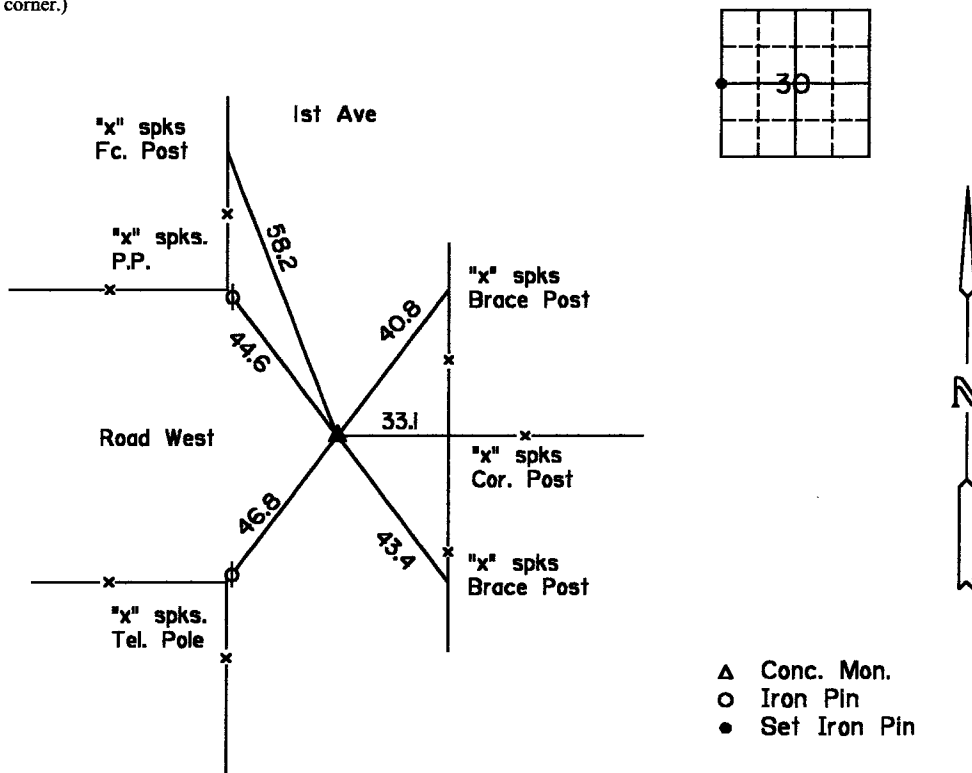 corner.)
1st Ave
30
"x" spks
Fc. Post
"x" spks.
P.P.
58.2
"x" spks
Brace Post
40.8
44.6
N
Road West
33.1
"x" spks
Cor. Post
46.8
43.4
"x" spks
Brace Post
"x" spks.
Tel. Pole
Conc. Mon.
Iron Pin
Set Iron Pin